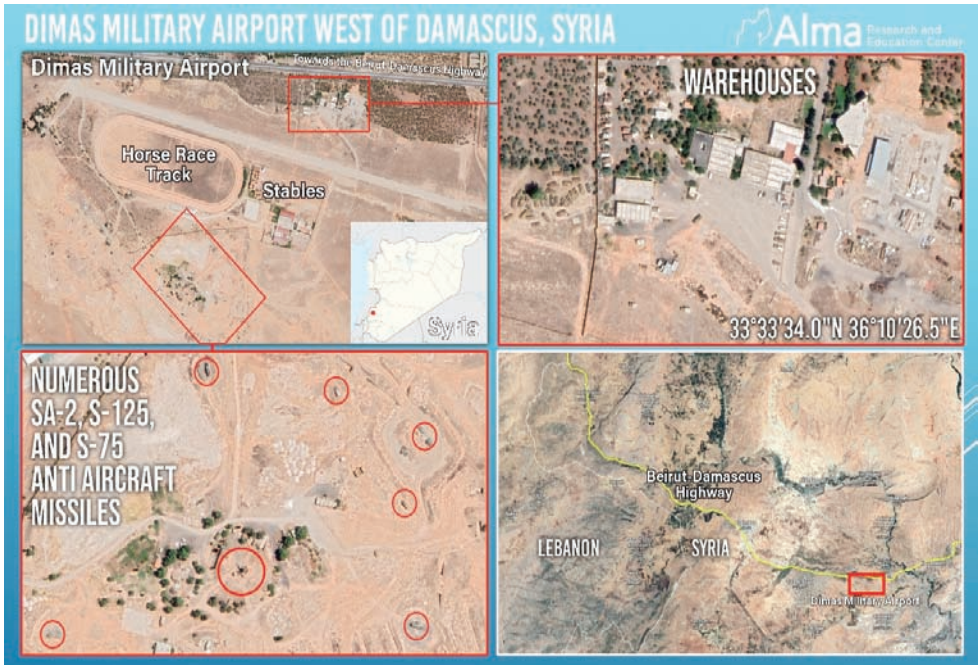 DIMAS MILITARY AIRPORT WEST OF DAMASCUS, SYRIA
Alma Research and
Education Center
Dimas Military Airport
Towards the Beirut-Damascus Highway
Horse Race
Track
Stables
Syria
WAREHOUSES
33°33'34.0"N 36°10'26.5"E
NUMEROUS
SA-2, S-125,
AND S-75
ANTI AIRCRAFT
MISSILES
Beirut-Damascus
Highway
LEBANON
SYRIA
Dimas Military Airport